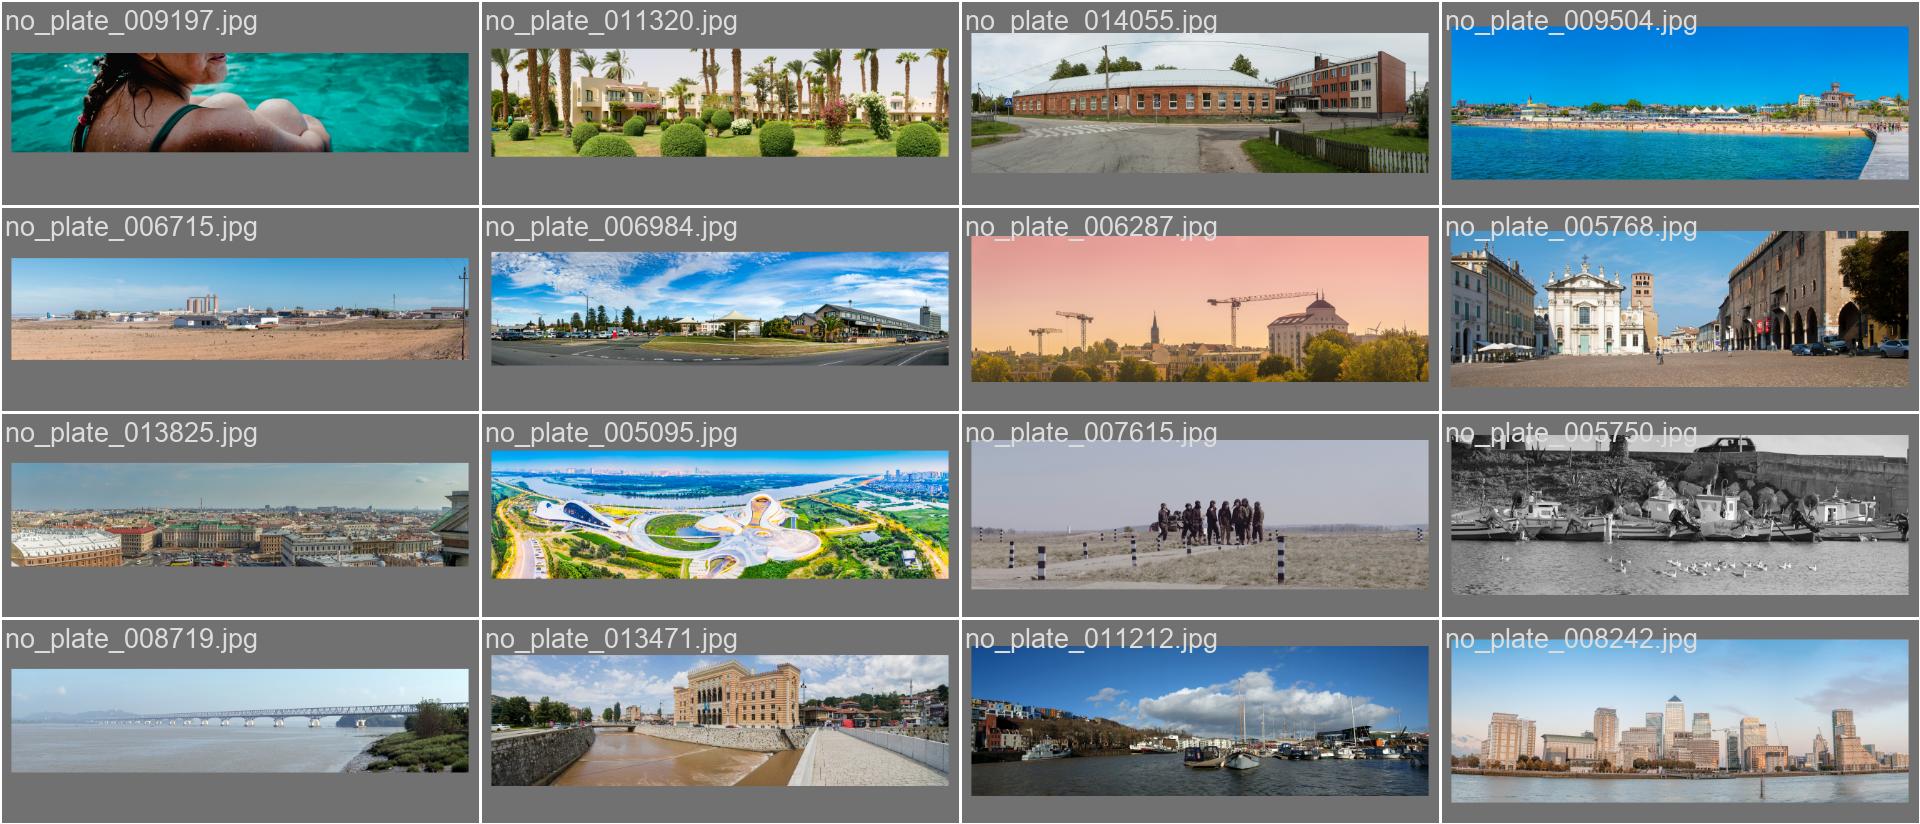 no_plate_009197.jpg
no_plate_011320.jpg
no_plate_014055.jpg
no_plate_009504.jpg
no_plate_006715.jpg
no_plate_006984.jpg
no_plate_006287.jpg
no_plate_005768.jpg
no_plate_013825.jpg
no_plate_005095.jpg
no_plate_007615.jpg
no_plate_005750.jpg
no_plate_008719.jpg
no_plate_013471.jpg
no_plate_011212.jpg
no_plate_008242.jpg